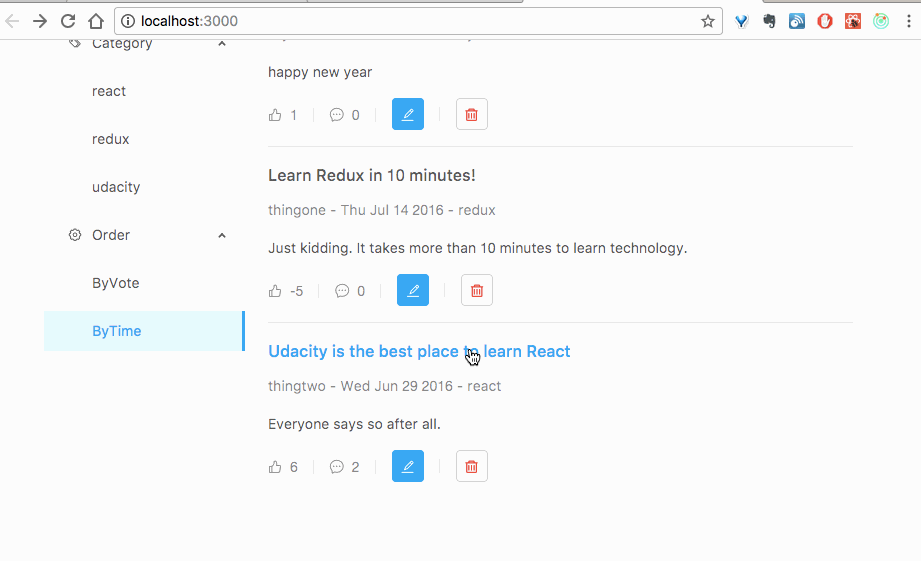 localhost:3000
Category
react
redux
udacity
Order
ByVote
ByTime
happy new year
1
0
Learn Redux in 10 minutes!
thingone - Thu Jul 14 2016 - redux
Just kidding. It takes more than 10 minutes to learn technology.
-5
0
Udacity is the best place to learn React
thingtwo - Wed Jun 29 2016 - react
Everyone says so after all.
6
2